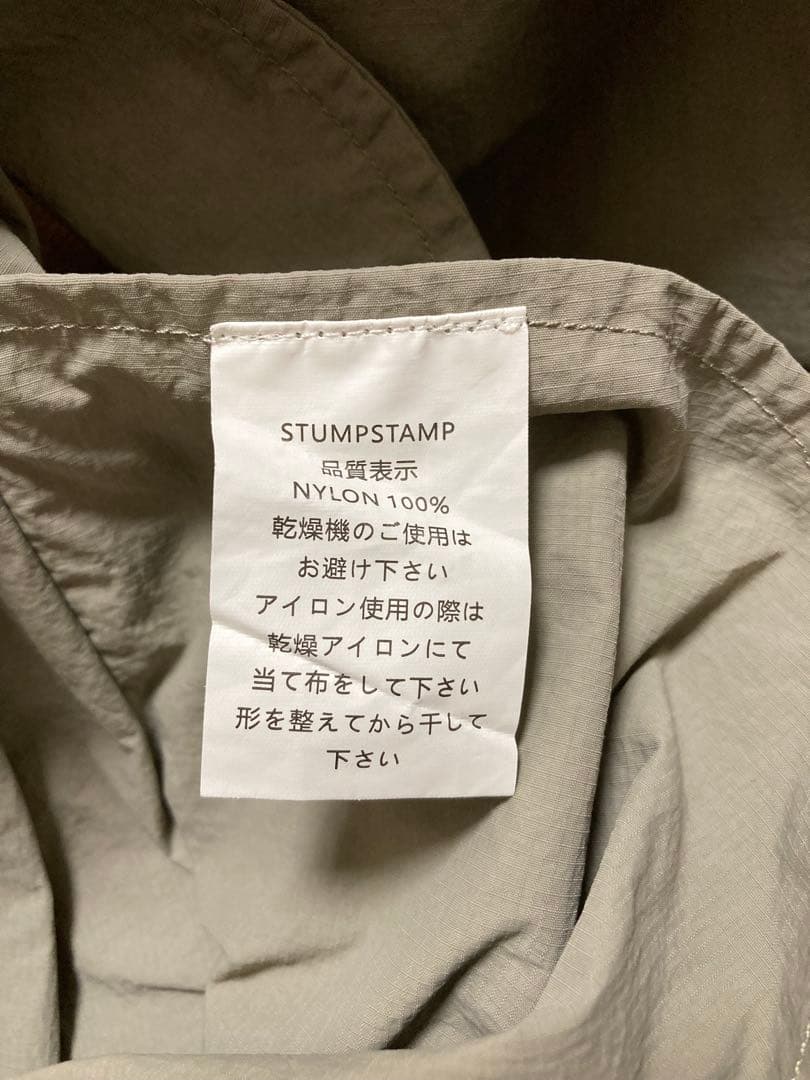 STUMPSTAMP
品質表示
NYLON 100%
乾燥機のご使用は
お避け下さい
アイロン使用の際は
乾燥アイロンにて
当て布をして下さい
形を整えてから干して
下さい